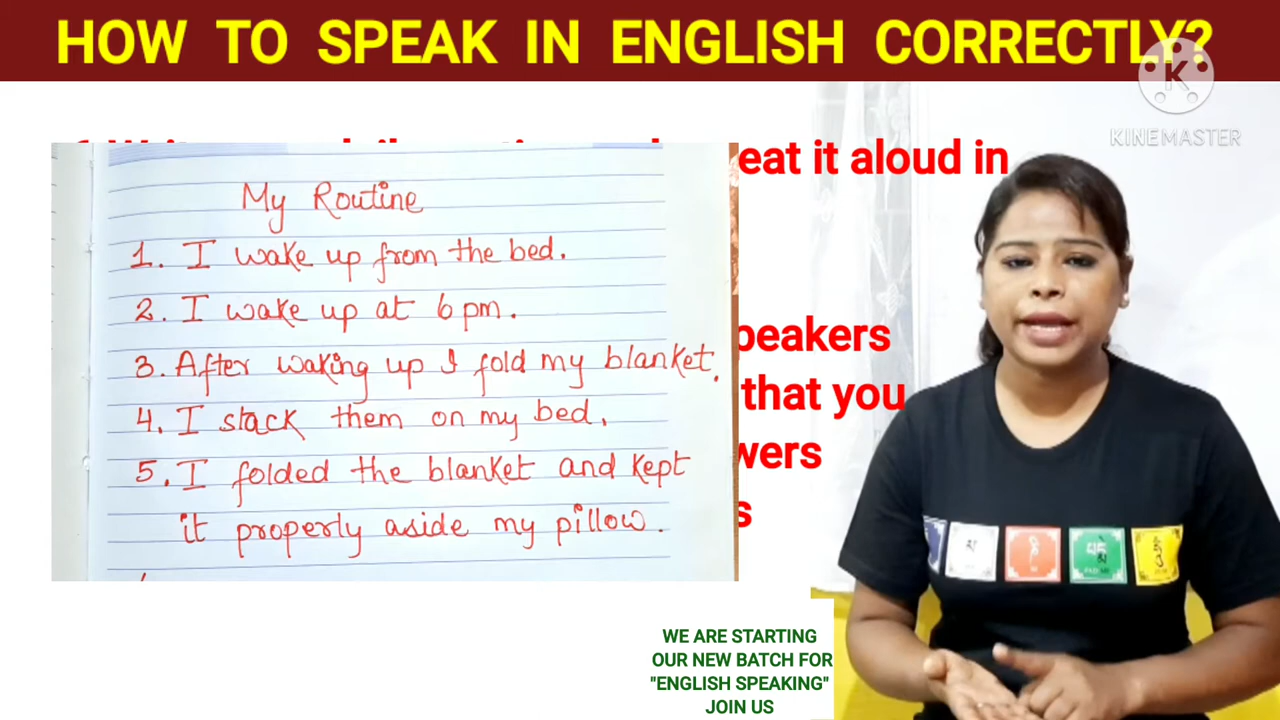 HOW TO SPEAK IN ENGLISH CORRECTLY?
KINEMASTER
eat it aloud in
My Routine
1. I wake up from the bed.
2. I wake up at 6 pm.
3. After waking up I fold my blanket.
4. I stack them on my bed.
5. I folded the blanket and kept
it properly aside my pillow.
peakers
that you
wers
s
WE ARE STARTING
OUR NEW BATCH FOR
"ENGLISH SPEAKING"
JOIN US